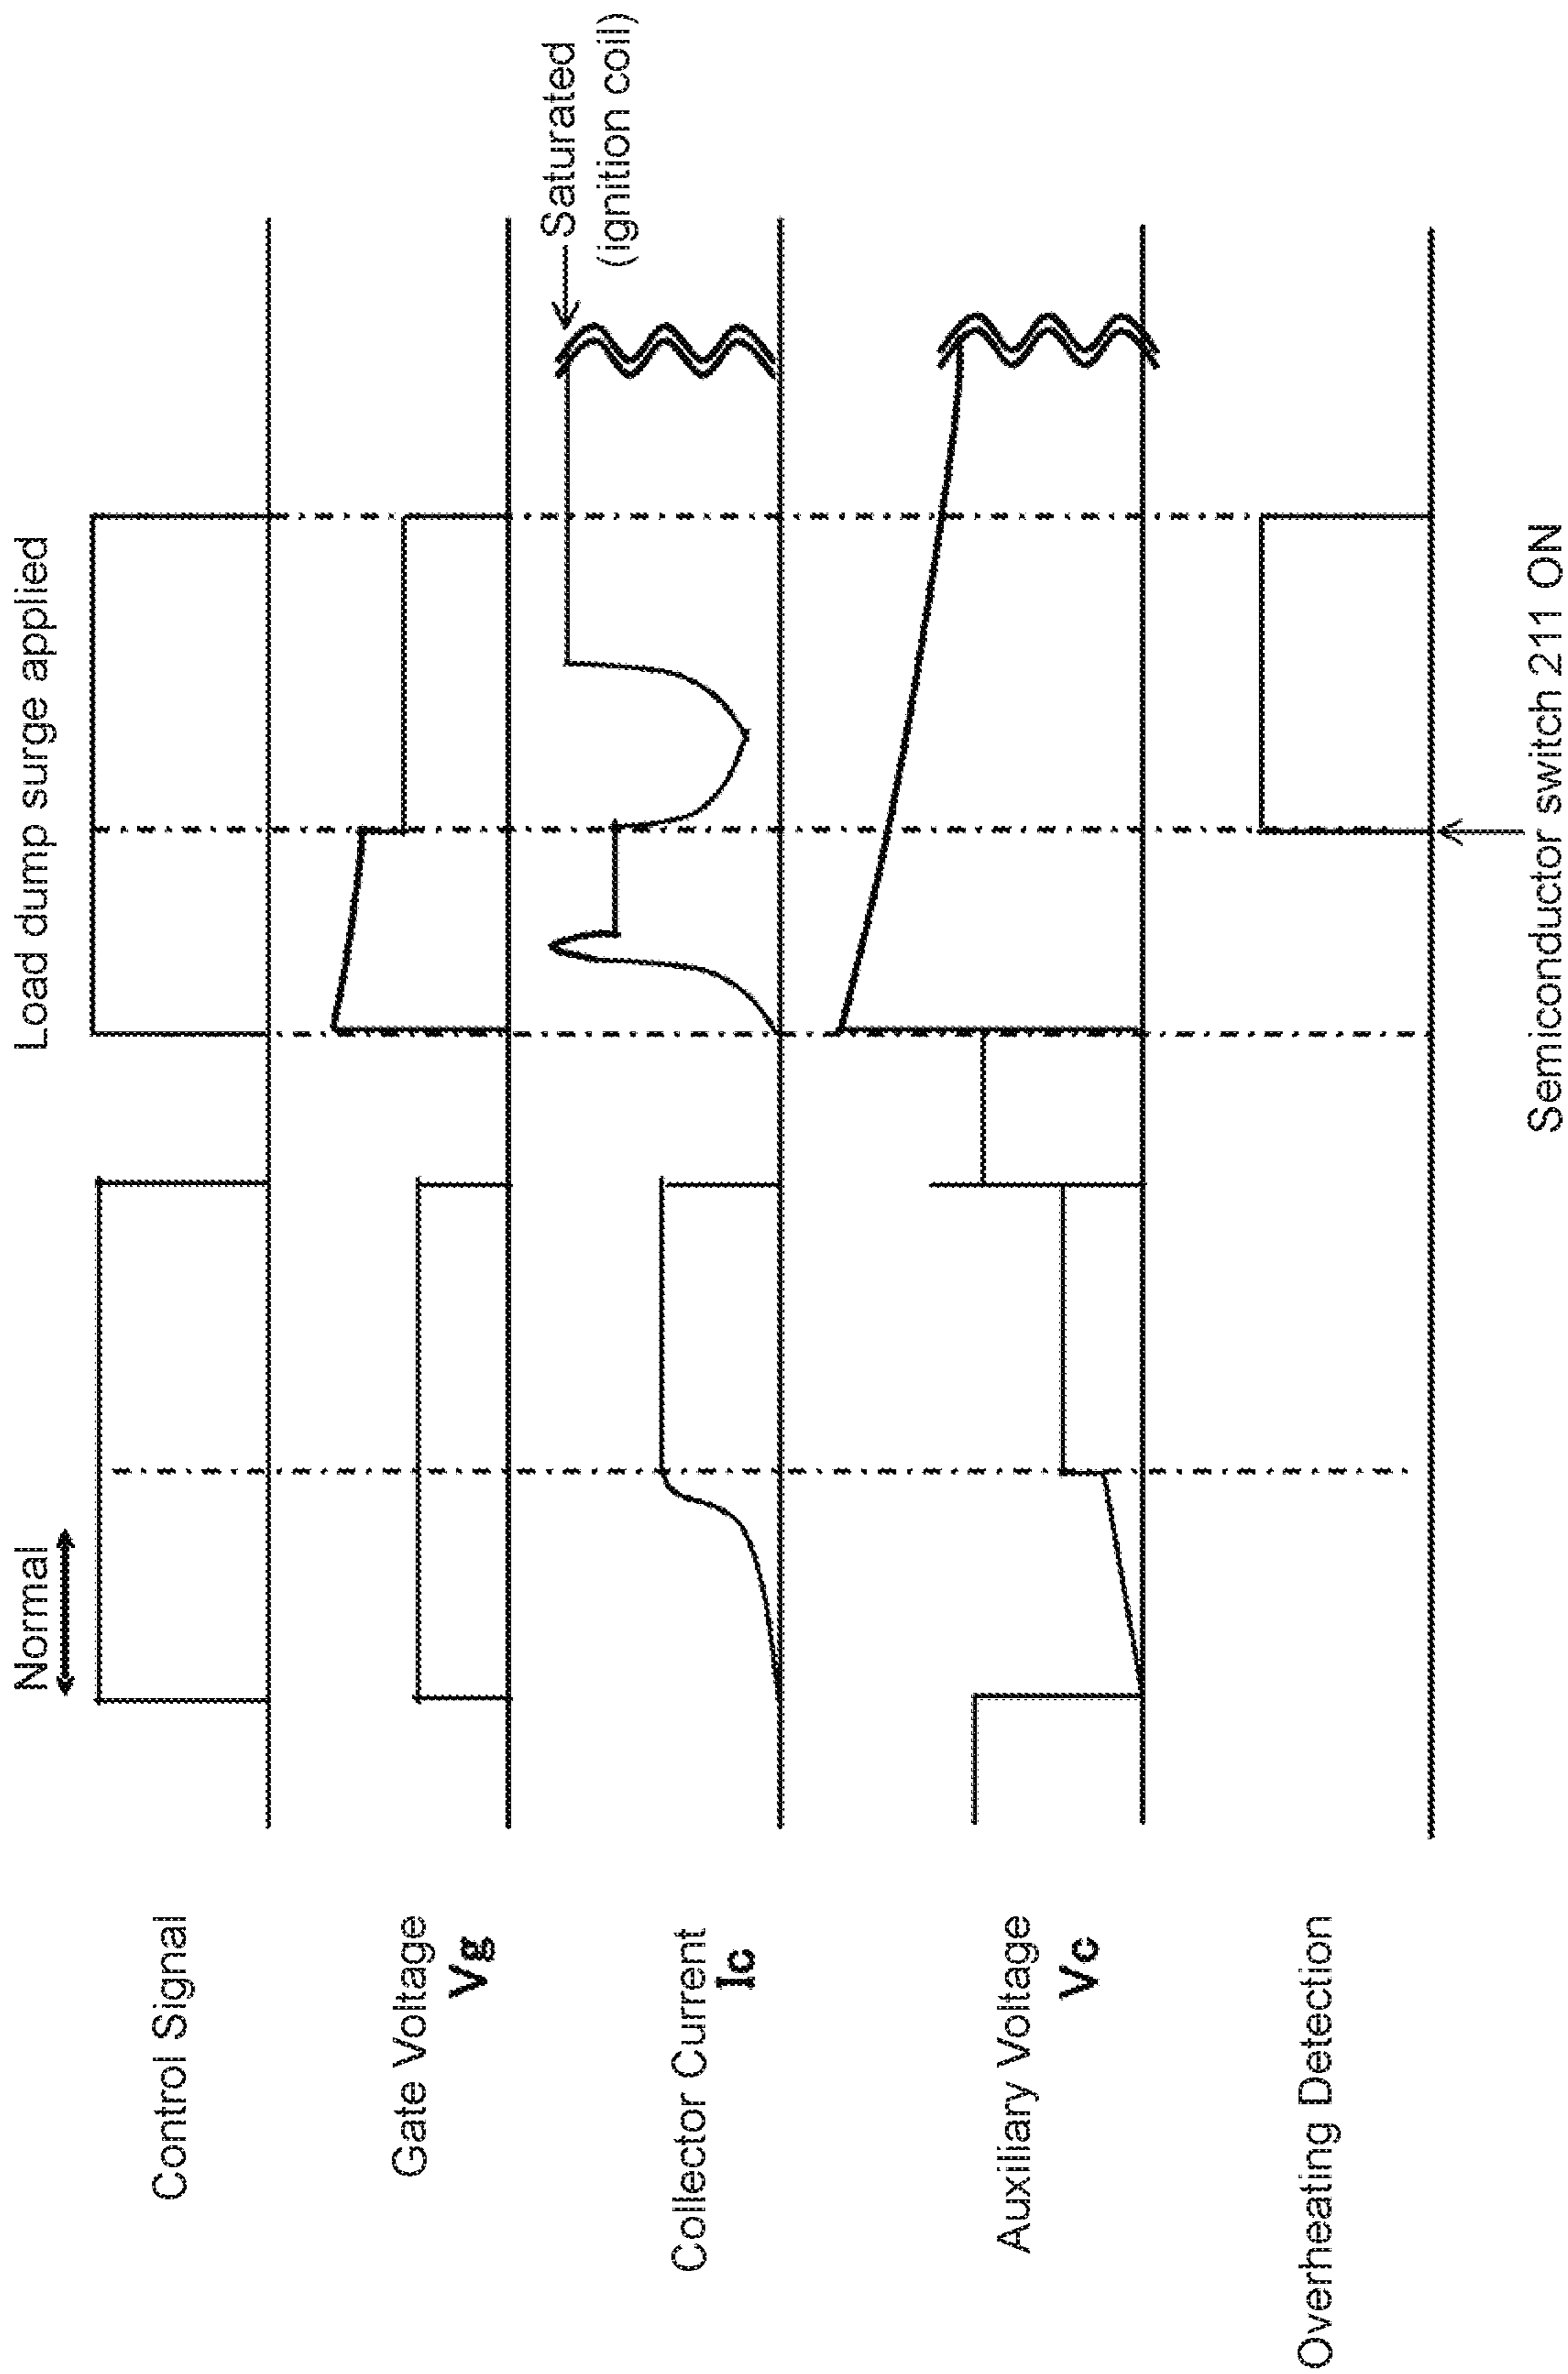 Normal
Load dump surge applied
Control Signal
Gate Voltage
Vg
Saturated
(ignition coil)
Collector Current
Ic
Auxiliary Voltage
Vc
Overheating Detection
Semiconductor switch 211 ON